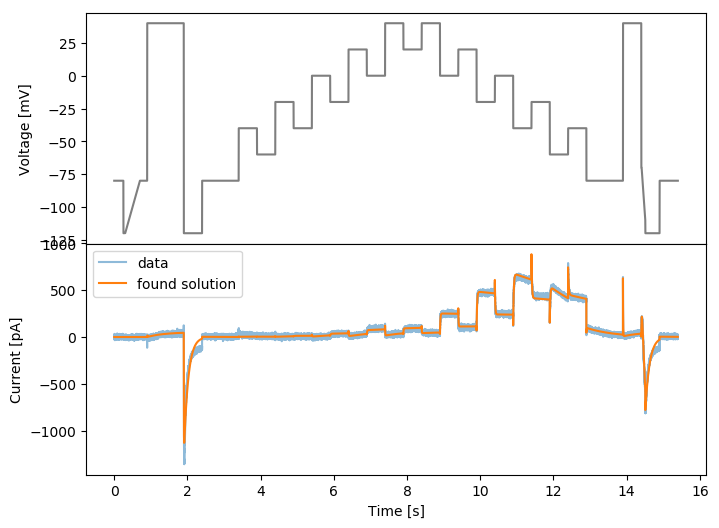 25
0
−25
−50
−75
−100
−125
Voltage [mV]
1000
500
0
−500
−1000
Current [pA]
data
found solution
0 2 4 6 8 10 12 14 16
Time [s]